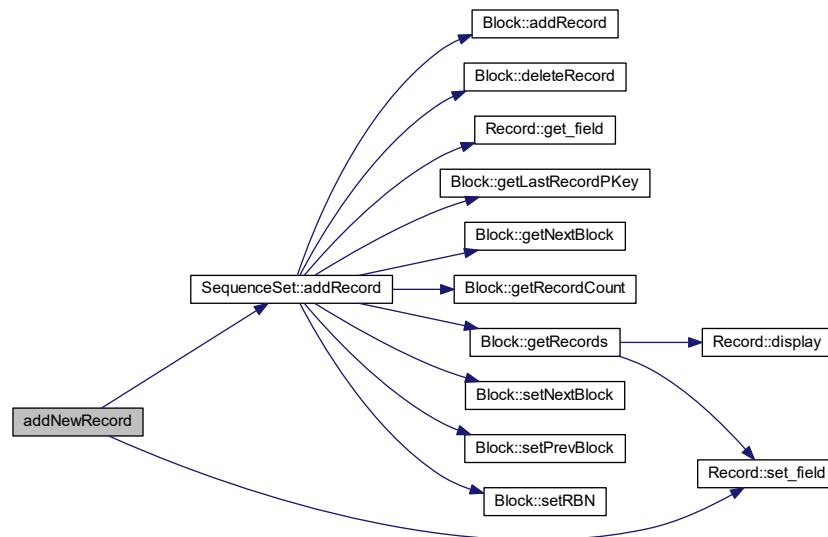 Block::addRecord
Block::deleteRecord
Record::get_field
Block::getLastRecordPKey
Block::getNextBlock
SequenceSet::addRecord
Block::getRecordCount
Block::getRecords
Record::display
Block::setNextBlock
addNewRecord
Block::setPrevBlock
Record::set_field
Block::setRBN